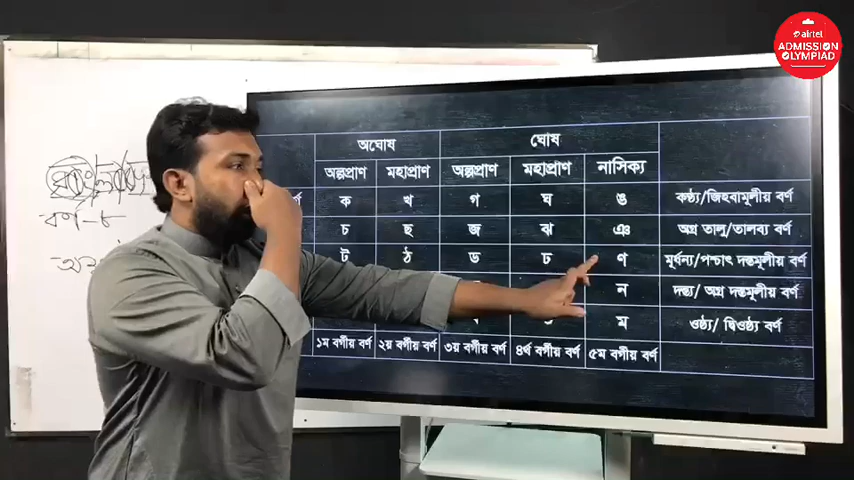 airtel
ADMISSION
OLYMPIAD
অঘোষ ঘোষ
অল্পপ্রাণ মহাপ্রাণ অল্পপ্রাণ মহাপ্রাণ নাসিক্য
র্ণ ক খ গ ঘ ঙ কণ্ঠ্য/জিহবামূলীয় বর্ণ
চ ছ জ ঝ ঞ অগ্র তালু/তালব্য বর্ণ
ট ঠ ড ঢ ণ মূর্ধন্য/পশ্চাৎ দন্তমূলীয় বর্ণ
ন দন্ত্য/ অগ্র দন্তমূলীয় বর্ণ
ম ওষ্ঠ্য/ দ্বিওষ্ঠ্য বর্ণ
১ম বর্গীয় বর্ণ ২য় বর্গীয় বর্ণ ৩য় বর্গীয় বর্ণ ৪র্থ বর্গীয় বর্ণ ৫ম বর্গীয় বর্ণ
বর্ণ-৮